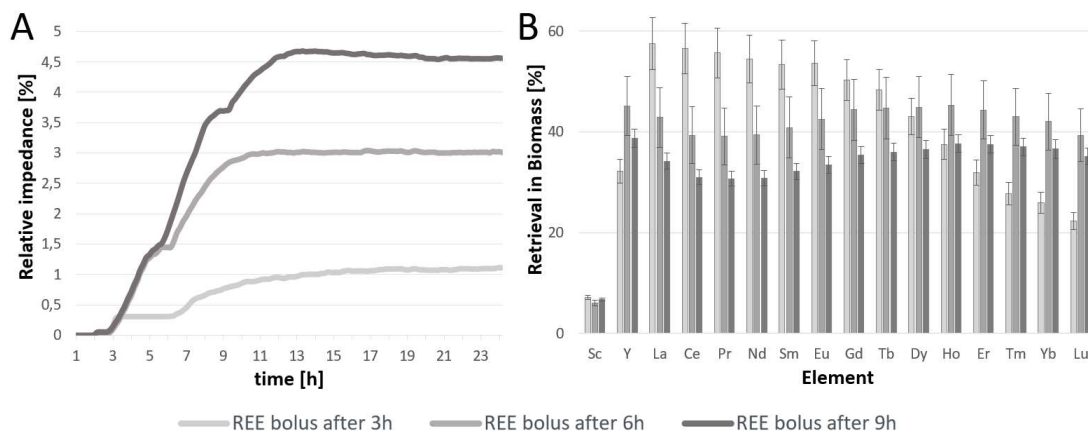 A
Relative impedance [%]
5
4,5
4
3,5
3
2,5
2
1,5
1
0,5
0
1 3 5 7 9 11 13 15 17 19 21 23
time [h]
B
Retrieval in Biomass [%]
60
40
20
0
Sc Y La Ce Pr Nd Sm Eu Gd Tb Dy Ho Er Tm Yb Lu
Element
REE bolus after 3h REE bolus after 6h REE bolus after 9h